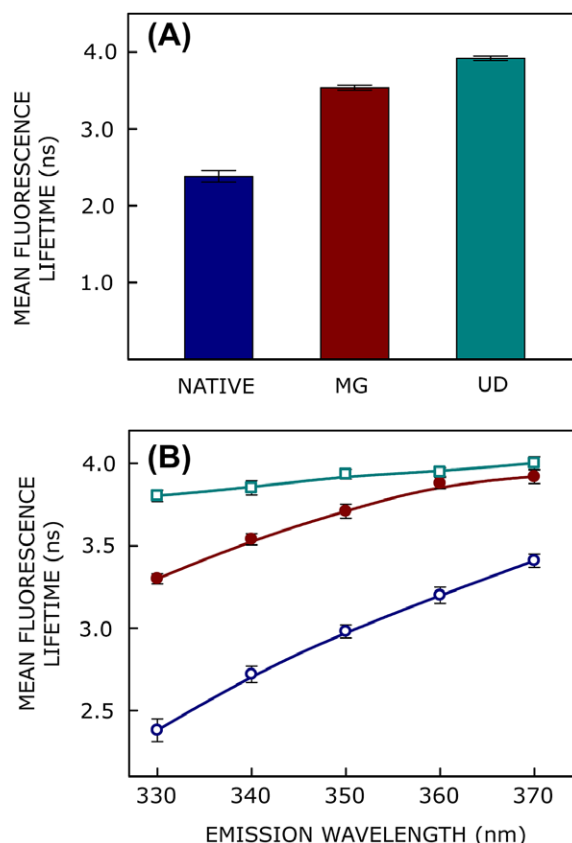 (A)
MEAN FLUORESCENCE
LIFETIME (ns)
4.0
3.0
2.0
1.0
NATIVE MG UD
(B)
MEAN FLUORESCENCE
LIFETIME (ns)
4.0
3.5
3.0
2.5
330 340 350 360 370
EMISSION WAVELENGTH (nm)